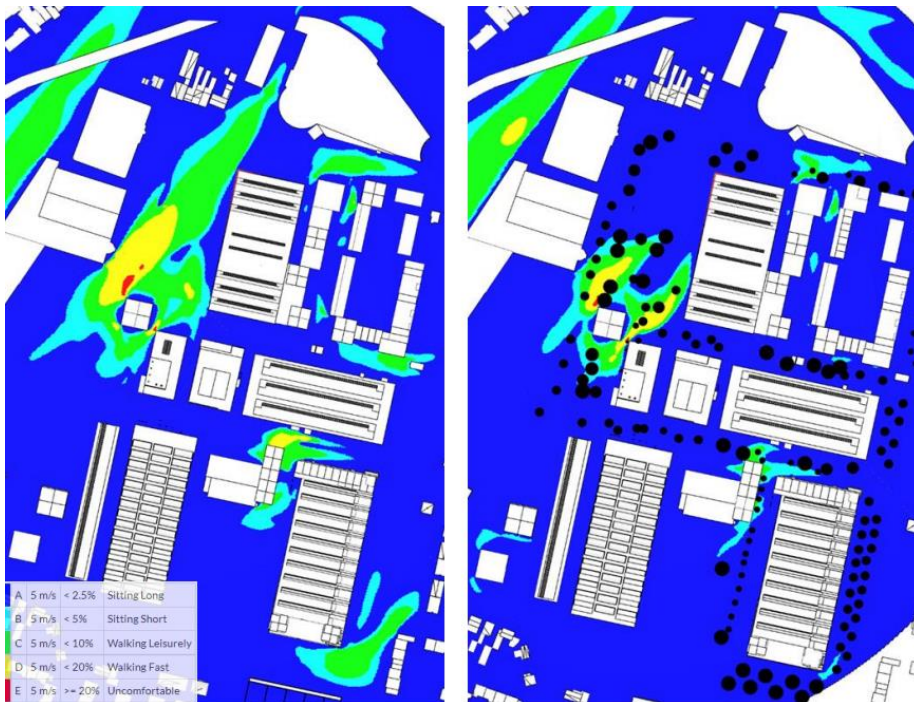 A 5 m/s < 2.5% Sitting Long
B 5 m/s < 5% Sitting Short
C 5 m/s < 10% Walking Leisurely
D 5 m/s < 20% Walking Fast
E 5 m/s >= 20% Uncomfortable